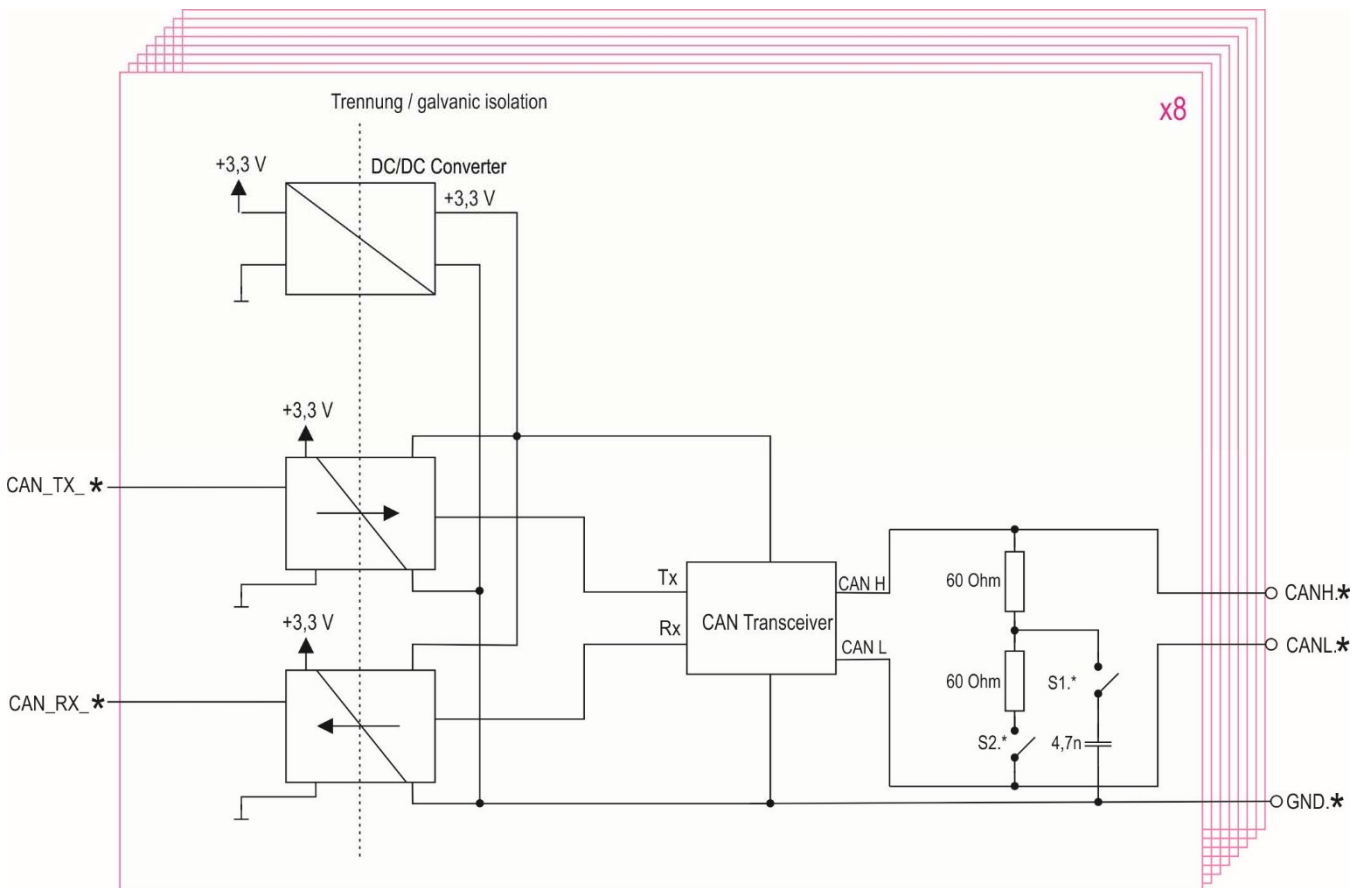 Trennung / galvanic isolation
x8
+3,3 V
DC/DC Converter
+3,3 V
+3,3 V
CAN_TX_*
Tx
CAN H
60 Ohm
CANH.*
+3,3 V
Rx
CAN Transceiver
CAN L
CANL.*
60 Ohm
S1.*
CAN_RX_*
S2.*
4,7n
GND.*